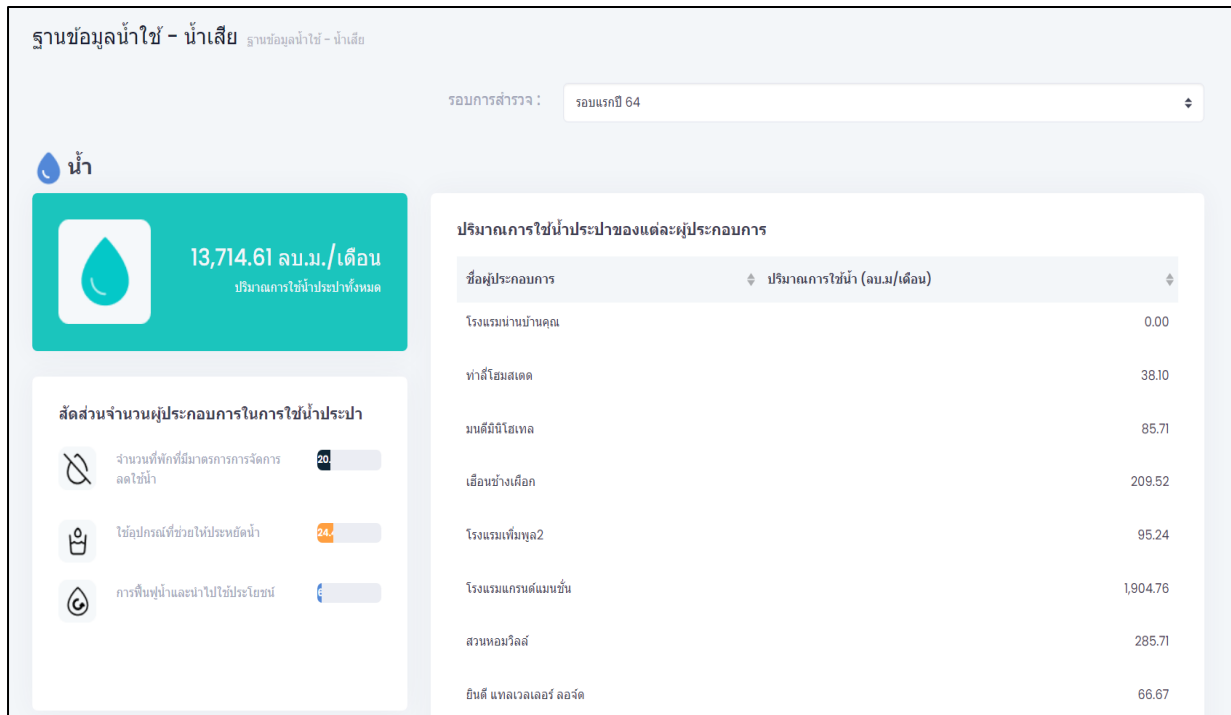 ฐานข้อมูลน้ำใช้ - น้ำเสีย ฐานข้อมูลน้ำใช้ - น้ำเสีย
รอบการสำรวจ : รอบแรกปี 64
น้ำ
13,714.61 ลบ.ม./เดือน
ปริมาณการใช้น้ำประปาทั้งหมด
สัดส่วนจำนวนผู้ประกอบการในการใช้น้ำประปา
จำนวนที่พักที่มีมาตรการการจัดการ
ลดใช้น้ำ
20.
ใช้อุปกรณ์ที่ช่วยให้ประหยัดน้ำ
24.
การฟื้นฟูน้ำและนำไปใช้ประโยชน์
ปริมาณการใช้น้ำประปาของแต่ละผู้ประกอบการ
ชื่อผู้ประกอบการ ปริมาณการใช้น้ำ (ลบ.ม/เดือน)
โรงแรมน่านบ้านคุณ 0.00
ท่าลี่โฮมสเตด 38.10
มนตีมินิโฮเทล 85.71
เฮือนช้างเผือก 209.52
โรงแรมเพิ่มพูล2 95.24
โรงแรมแกรนด์แมนชั่น 1,904.76
สวนหอมวิลล์ 285.71
ยินดี แทลเวลเลอร์ ลอจ์ด 66.67